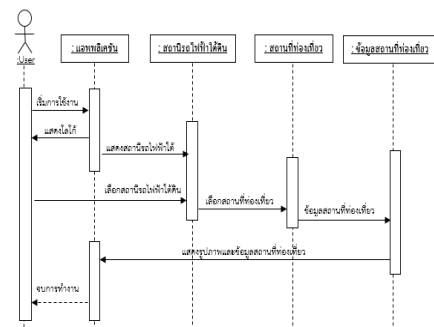 :User
: แอพพลิเคชัน
: สถานีรถไฟฟ้าใต้ดิน
: สถานที่ท่องเที่ยว
: ข้อมูลสถานที่ท่องเที่ยว
เริ่มการใช้งาน
แสดงโลโก้
แสดงสถานีรถไฟฟ้าใต้
เลือกสถานีรถไฟฟ้าใต้ดิน
เลือกสถานที่ท่องเที่ยว
ข้อมูลสถานที่ท่องเที่ยว
แสดงรูปภาพและข้อมูลสถานที่ท่องเที่ยว
จบการทำงาน